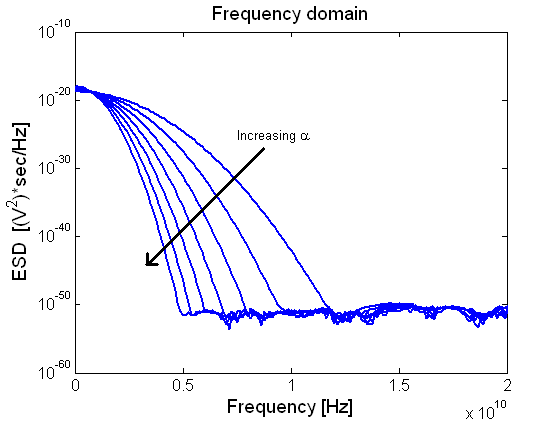 Frequency domain
10^-10
10^-20
10^-30
10^-40
10^-50
10^-60
ESD [(V^2)*sec/Hz]
Increasing α
0
0.5
1
1.5
2
x 10^10
Frequency [Hz]